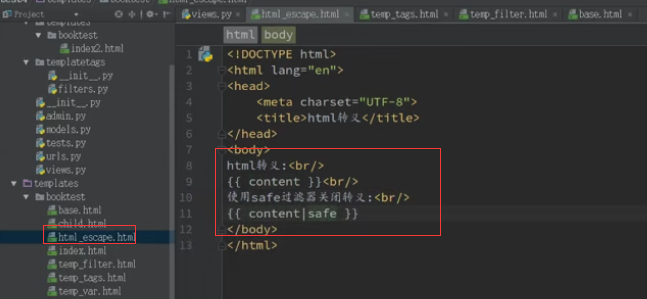 Project
templates
booktest
index2.html
templatetags
__init__.py
filters.py
__init__.py
admin.py
models.py
tests.py
urls.py
views.py
templates
booktest
base.html
child.html
html_escape.html
index.html
temp_filter.html
temp_tags.html
temp_var.html
views.py
html_escape.html
temp_tags.html
temp_filter.html
base.html
html body
1 <!DOCTYPE html>
2 <html lang="en">
3 <head>
4 <meta charset="UTF-8">
5 <title>html转义</title>
6 </head>
7 <body>
8 html转义:<br/>
9 {{ content }}<br/>
10 使用safe过滤器关闭转义:<br/>
11 {{ content|safe }}
12 </body>
13 </html>